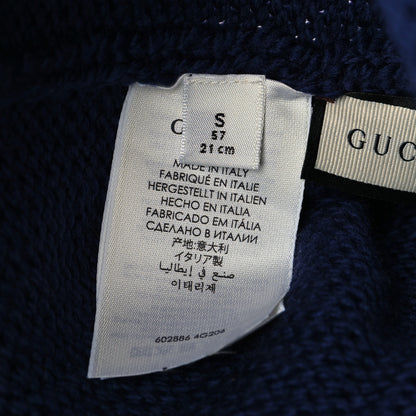 S
57
21 cm
G
GUC
MADE IN ITALY
FABRIQUÉ EN ITALIE
HERGESTELLT IN ITALIEN
HECHO EN ITALIA
FABRICADO EM ITÁLIA
СДЕЛАНО В ИТАЛИИ
产地:意大利
イタリア製
صنع في إيطاليا
이태리제
602886 4G206